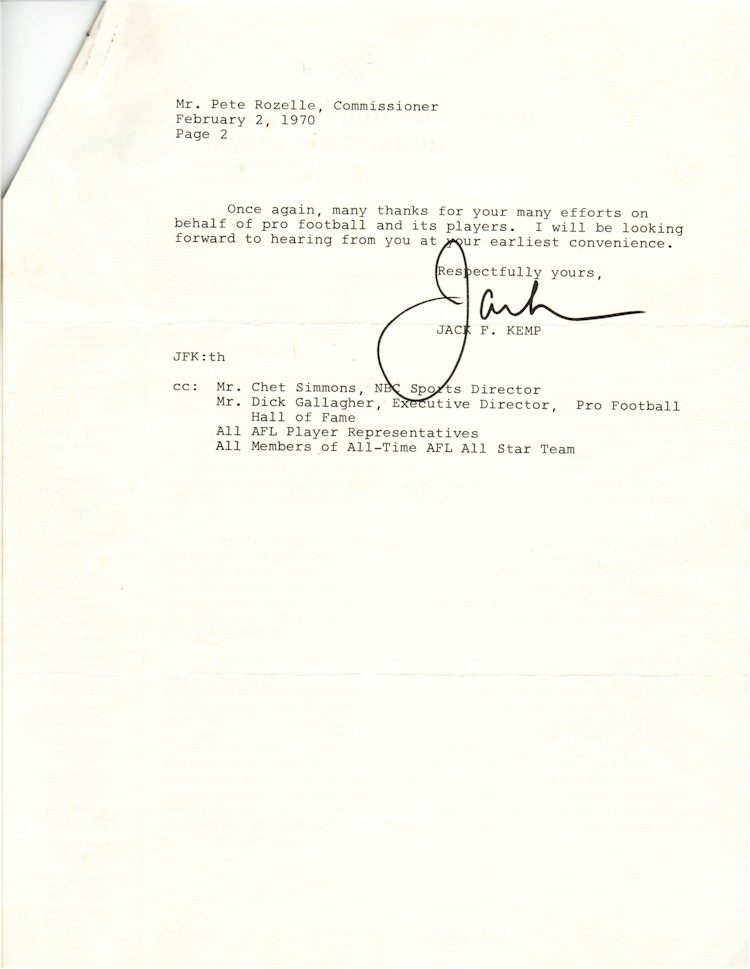 Mr. Pete Rozelle, Commissioner
February 2, 1970
Page 2
Once again, many thanks for your many efforts on
behalf of pro football and its players. I will be looking
forward to hearing from you at your earliest convenience.
Respectfully yours,
Jack
JACK F. KEMP
JFK:th
cc: Mr. Chet Simmons, NBC Sports Director
Mr. Dick Gallagher, Executive Director, Pro Football
Hall of Fame
All AFL Player Representatives
All Members of All-Time AFL All Star Team